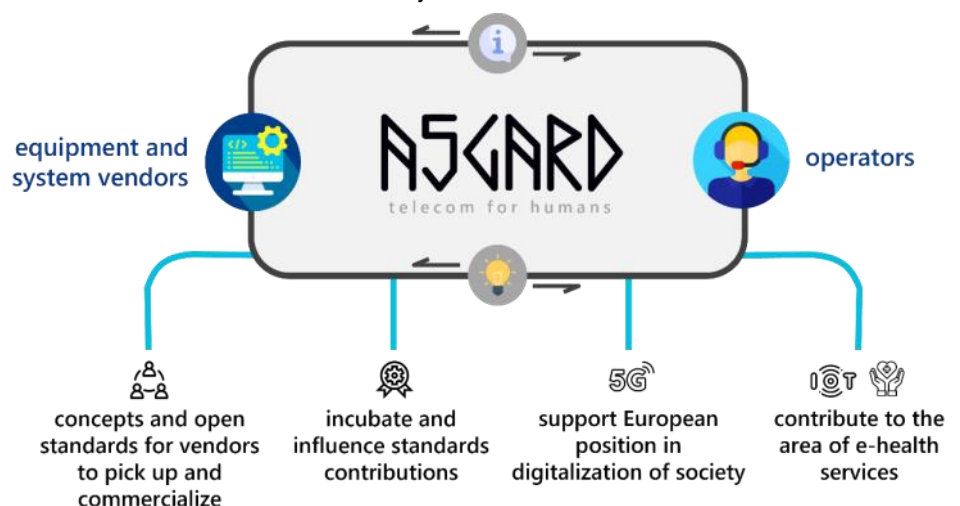 equipment and
system vendors
</>
ASGARD
telecom for humans
operators
5G
IOT
concepts and open
standards for vendors
to pick up and
commercialize
incubate and
influence standards
contributions
support European
position in
digitalization of society
contribute to the
area of e-health
services